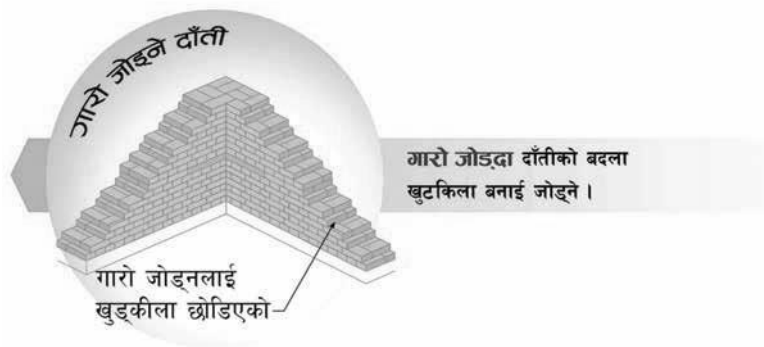 गारो जोड्ने दाँती
गारो जोड्दा दाँतीको बदला
खुटकिला बनाई जोड्ने ।
गारो जोड्नलाई
खुड्कीला छोडिएको